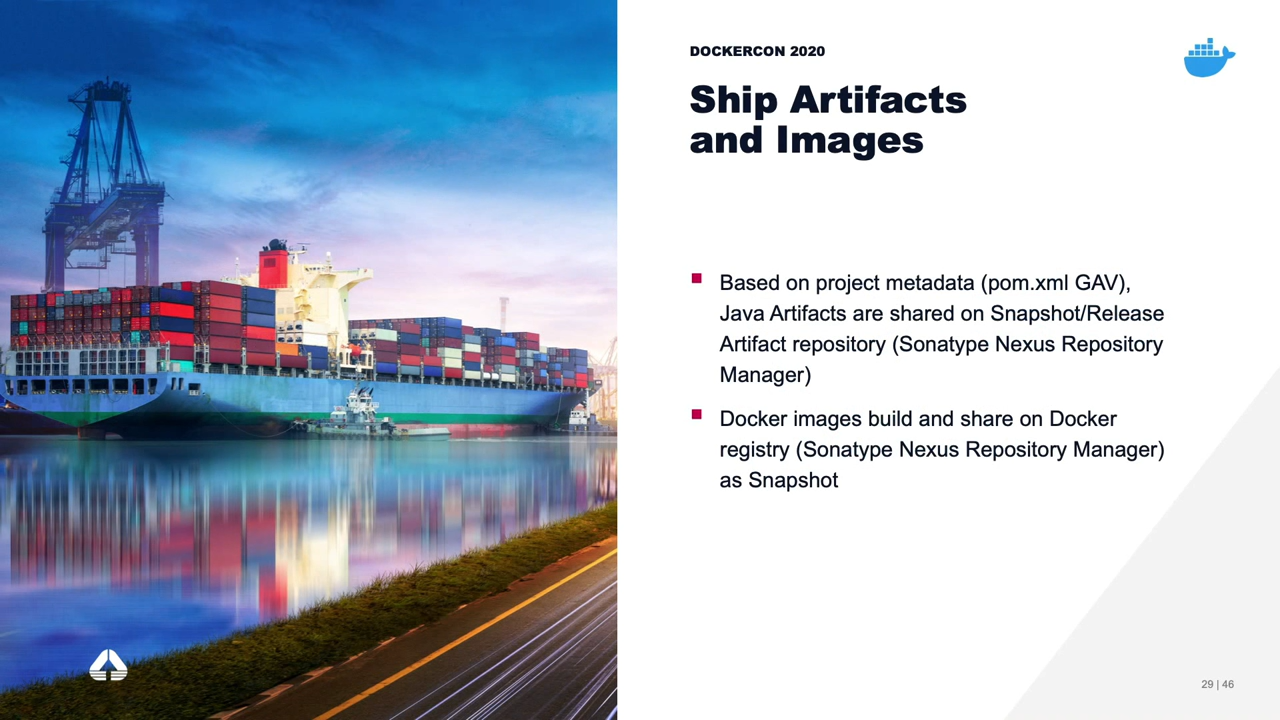 DOCKERCON 2020
Ship Artifacts
and Images
Based on project metadata (pom.xml GAV),
Java Artifacts are shared on Snapshot/Release
Artifact repository (Sonatype Nexus Repository
Manager)
Docker images build and share on Docker
registry (Sonatype Nexus Repository Manager)
as Snapshot
29 | 46